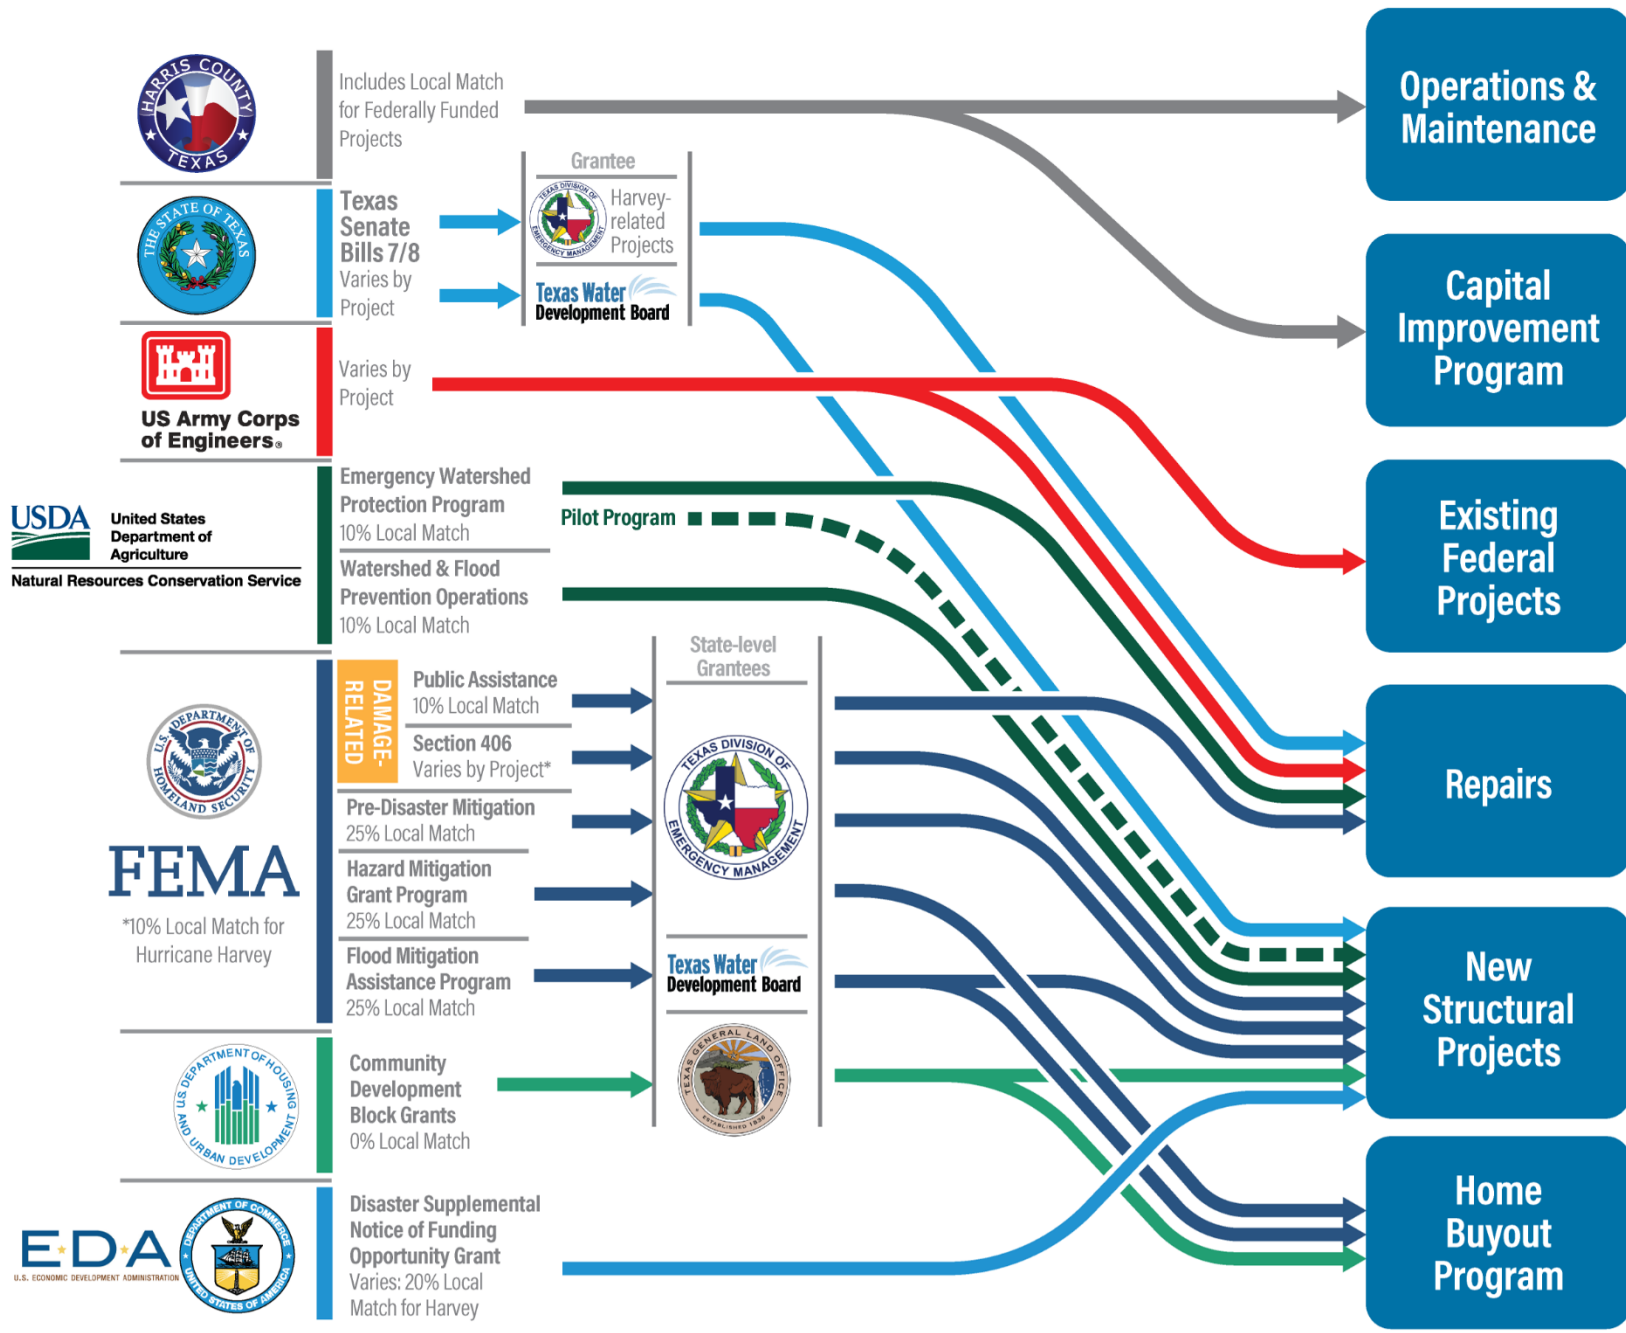 HARRIS COUNTY
TEXAS
Includes Local Match
for Federally Funded
Projects
THE STATE OF TEXAS
Texas
Senate
Bills 7/8
Varies by
Project
Grantee
TEXAS DIVISION OF
EMERGENCY MANAGEMENT
Harvey-
related
Projects
Texas Water
Development Board
US Army Corps
of Engineers®
Varies by
Project
USDA
United States
Department of
Agriculture
Natural Resources Conservation Service
Emergency Watershed
Protection Program
10% Local Match
Pilot Program
Watershed & Flood
Prevention Operations
10% Local Match
U.S. DEPARTMENT OF
HOMELAND SECURITY
FEMA
*10% Local Match for
Hurricane Harvey
DAMAGE-
RELATED
Public Assistance
10% Local Match
Section 406
Varies by Project*
Pre-Disaster Mitigation
25% Local Match
Hazard Mitigation
Grant Program
25% Local Match
Flood Mitigation
Assistance Program
25% Local Match
State-level
Grantees
TEXAS DIVISION OF
EMERGENCY MANAGEMENT
Texas Water
Development Board
TEXAS GENERAL LAND OFFICE
ESTABLISHED 1836
U.S. DEPARTMENT OF HOUSING
AND URBAN DEVELOPMENT
Community
Development
Block Grants
0% Local Match
EDA
U.S. ECONOMIC DEVELOPMENT ADMINISTRATION
DEPARTMENT OF COMMERCE
UNITED STATES OF AMERICA
Disaster Supplemental
Notice of Funding
Opportunity Grant
Varies: 20% Local
Match for Harvey
Operations &
Maintenance
Capital
Improvement
Program
Existing
Federal
Projects
Repairs
New
Structural
Projects
Home
Buyout
Program